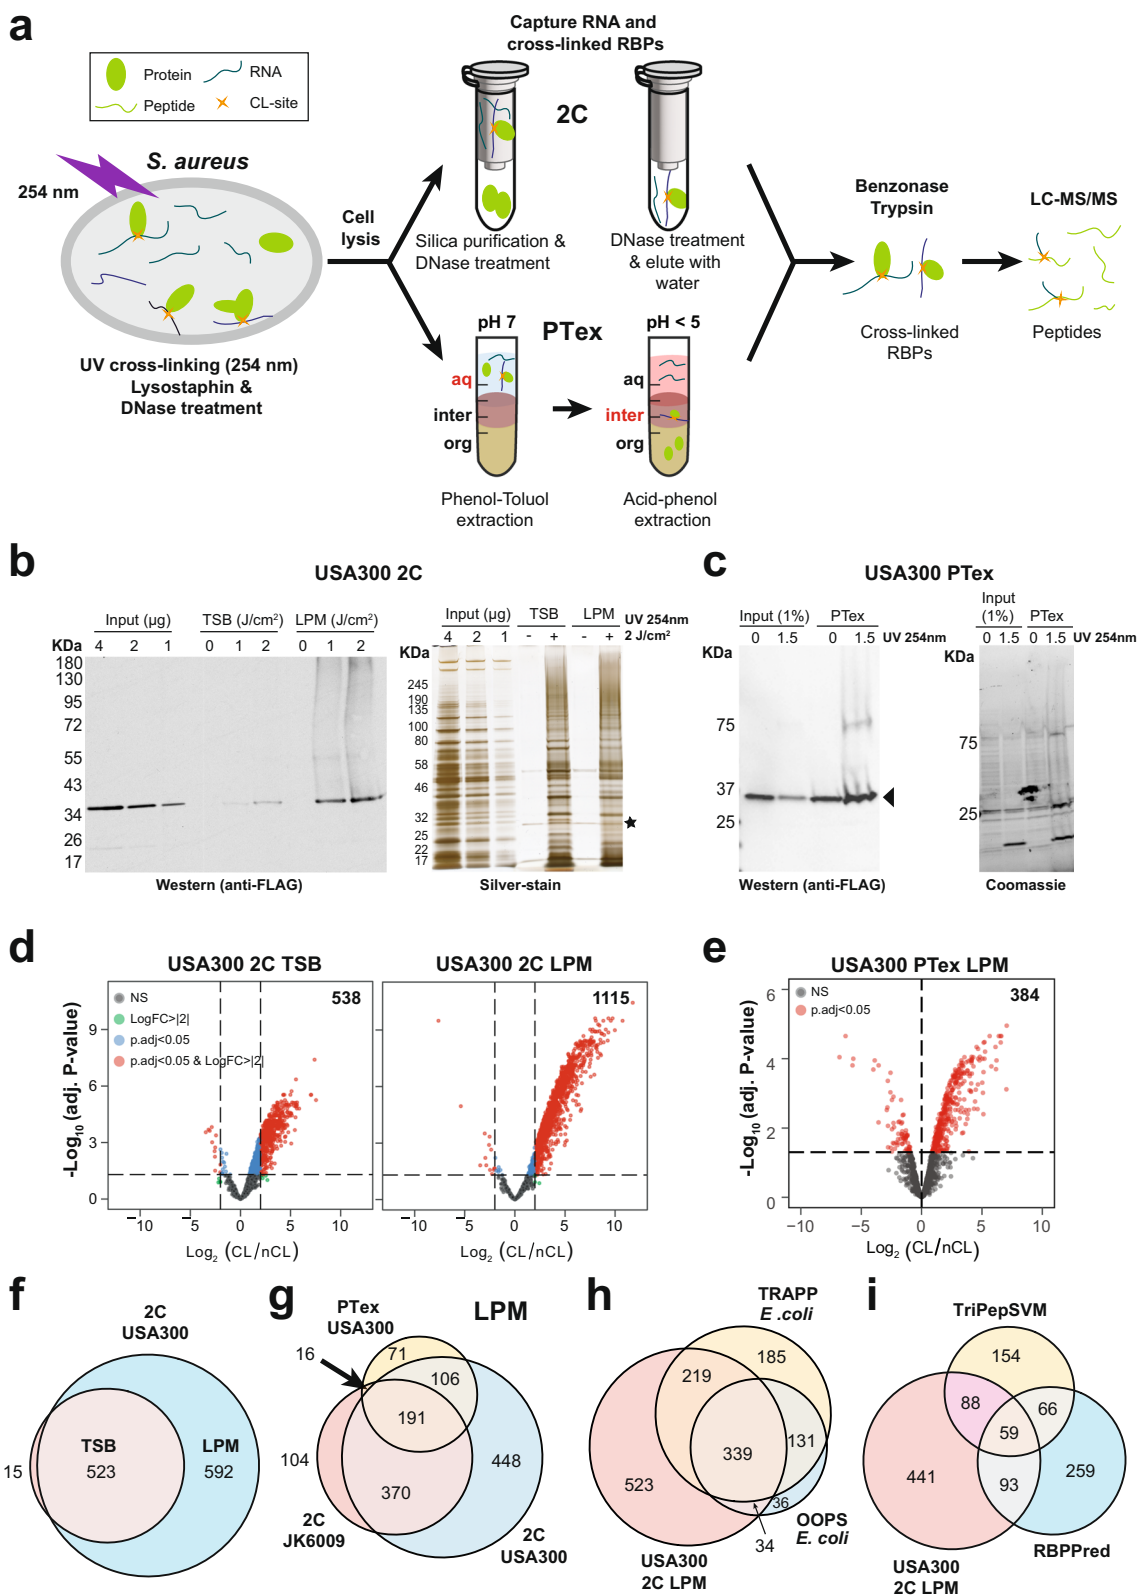 a
Capture RNA and
cross-linked RBPs
Protein
RNA
Peptide
CL-site
2C
S. aureus
254 nm
Cell
lysis
Silica purification &
DNase treatment
DNase treatment
& elute with
water
Benzonase
Trypsin
LC-MS/MS
Cross-linked
RBPs
Peptides
UV cross-linking (254 nm)
Lysostaphin &
DNase treatment
pH 7
PTex
pH < 5
aq
inter
org
aq
inter
org
Phenol-Toluol
extraction
Acid-phenol
extraction
b
USA300 2C
Input (µg)
TSB (J/cm²)
LPM (J/cm²)
KDa
4 2 1 0 1 2 0 1 2
180
130
95
72
55
43
34
26
17
Western (anti-FLAG)
Input (µg)
TSB
LPM
UV 254nm
4 2 1 - + - + 2 J/cm²
KDa
245
190
135
100
80
58
46
32
25
22
17
Silver-stain
c
USA300 PTex
Input (1%)
PTex
0 1.5 0 1.5 UV 254nm
KDa
75
37
25
Western (anti-FLAG)
Input
(1%)
PTex
0 1.5 0 1.5 UV 254nm
KDa
75
25
Coomassie
d
USA300 2C TSB
USA300 2C LPM
NS
LogFC>|2|
p.adj<0.05
p.adj<0.05 & LogFC>|2|
538
1115
-Log10 (adj. P-value)
9
6
3
0
−10 −5 0 5 10
−10 −5 0 5 10
Log2 (CL/nCL)
Log2 (CL/nCL)
e
USA300 PTex LPM
NS
p.adj<0.05
384
-Log10 (adj. P-value)
6
4
2
0
−10 −5 0 5 10
Log2 (CL/nCL)
f
2C
USA300
TSB
523
LPM
592
15
g
PTex
USA300
LPM
16
71
106
191
104
448
370
2C
JK6009
2C
USA300
h
TRAPP
E .coli
185
219
339
131
523
36
34
OOPS
E. coli
USA300
2C LPM
i
TriPepSVM
154
88
66
59
441
93
259
RBPPred
USA300
2C LPM